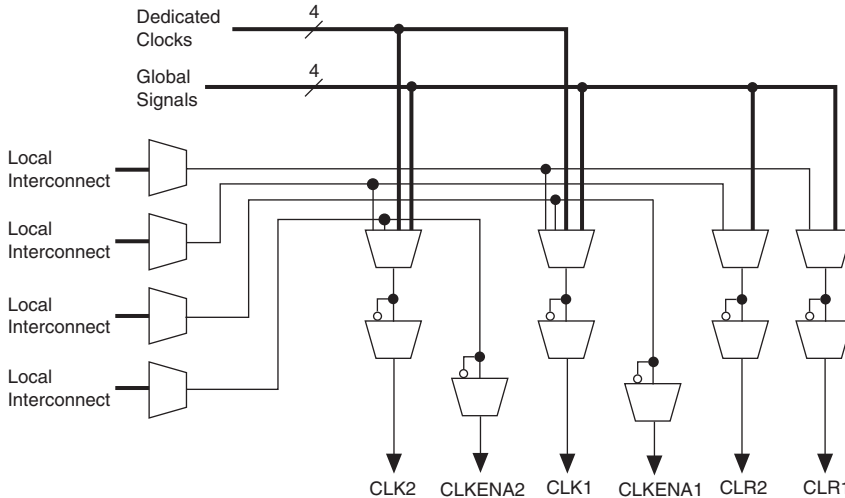 Dedicated
Clocks
4
Global
Signals
4
Local
Interconnect
Local
Interconnect
Local
Interconnect
Local
Interconnect
CLK2
CLKENA2
CLK1
CLKENA1
CLR2
CLR1